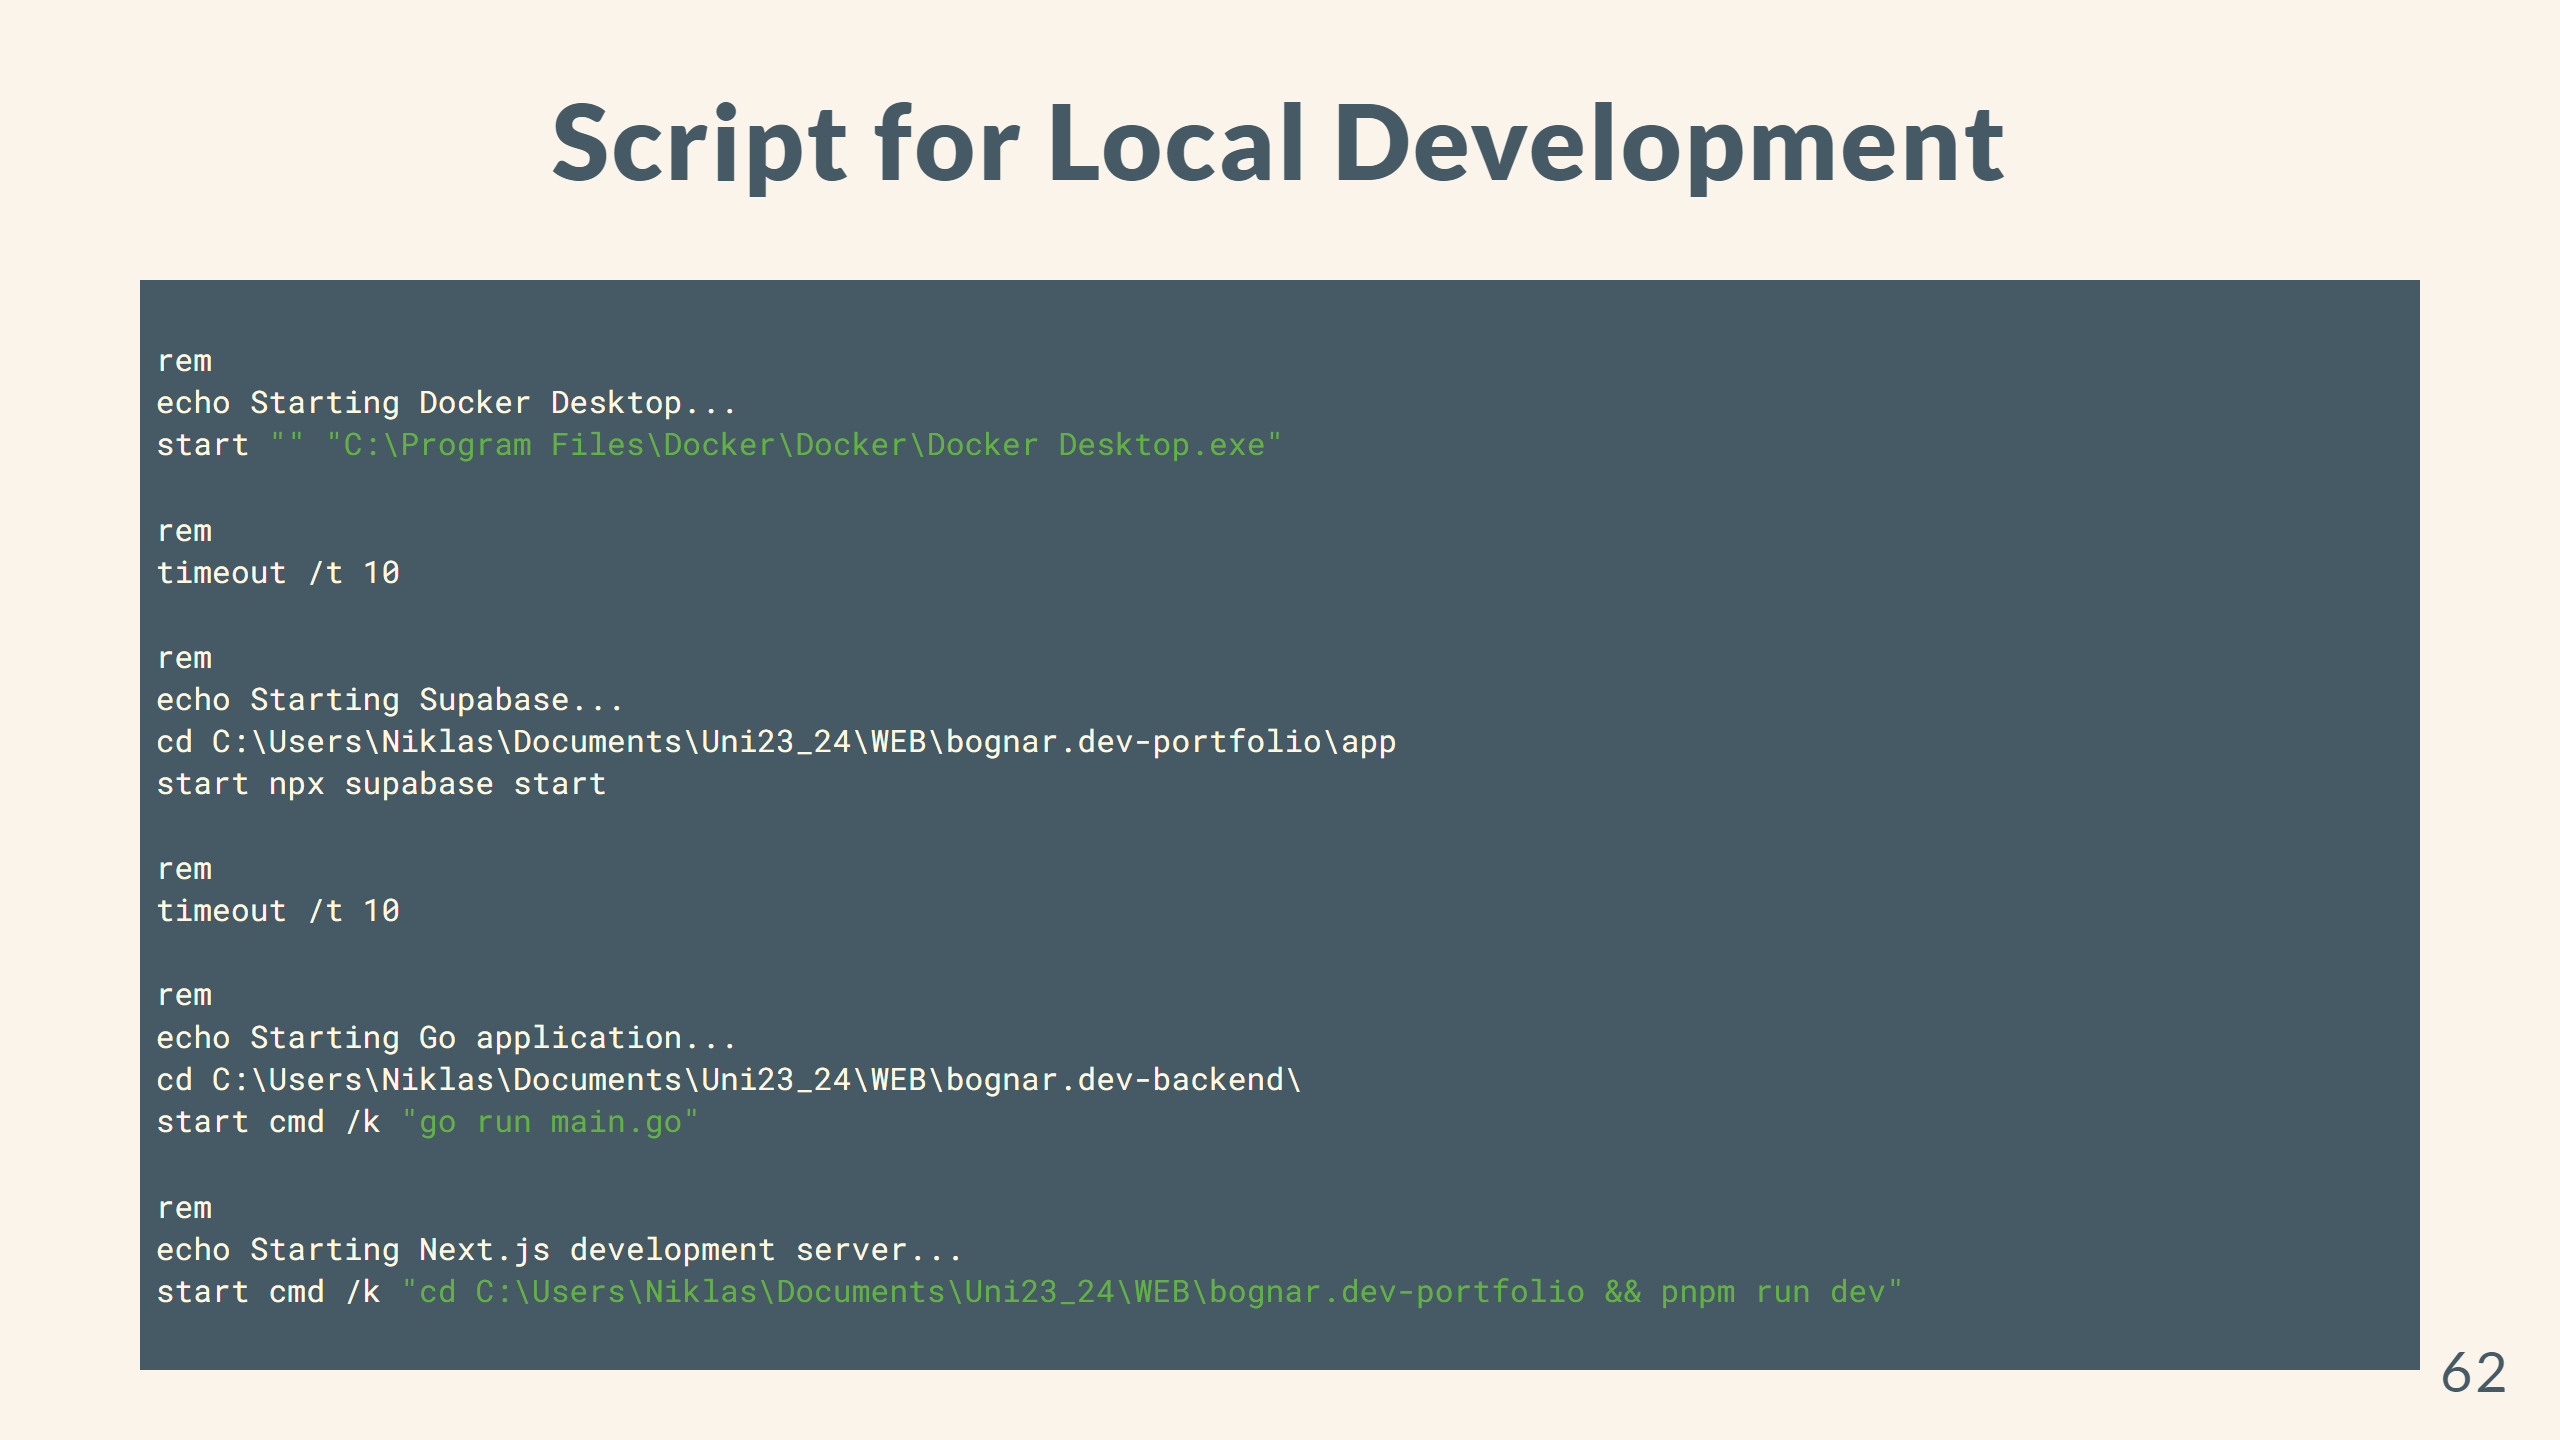 Script for Local Development
rem
echo Starting Docker Desktop...
start "" "C:\Program Files\Docker\Docker\Docker Desktop.exe"
rem
timeout /t 10
rem
echo Starting Supabase...
cd C:\Users\Niklas\Documents\Uni23_24\WEB\bognar.dev-portfolio\app
start npx supabase start
rem
timeout /t 10
rem
echo Starting Go application...
cd C:\Users\Niklas\Documents\Uni23_24\WEB\bognar.dev-backend\
start cmd /k "go run main.go"
rem
echo Starting Next.js development server...
start cmd /k "cd C:\Users\Niklas\Documents\Uni23_24\WEB\bognar.dev-portfolio && pnpm run dev"
62